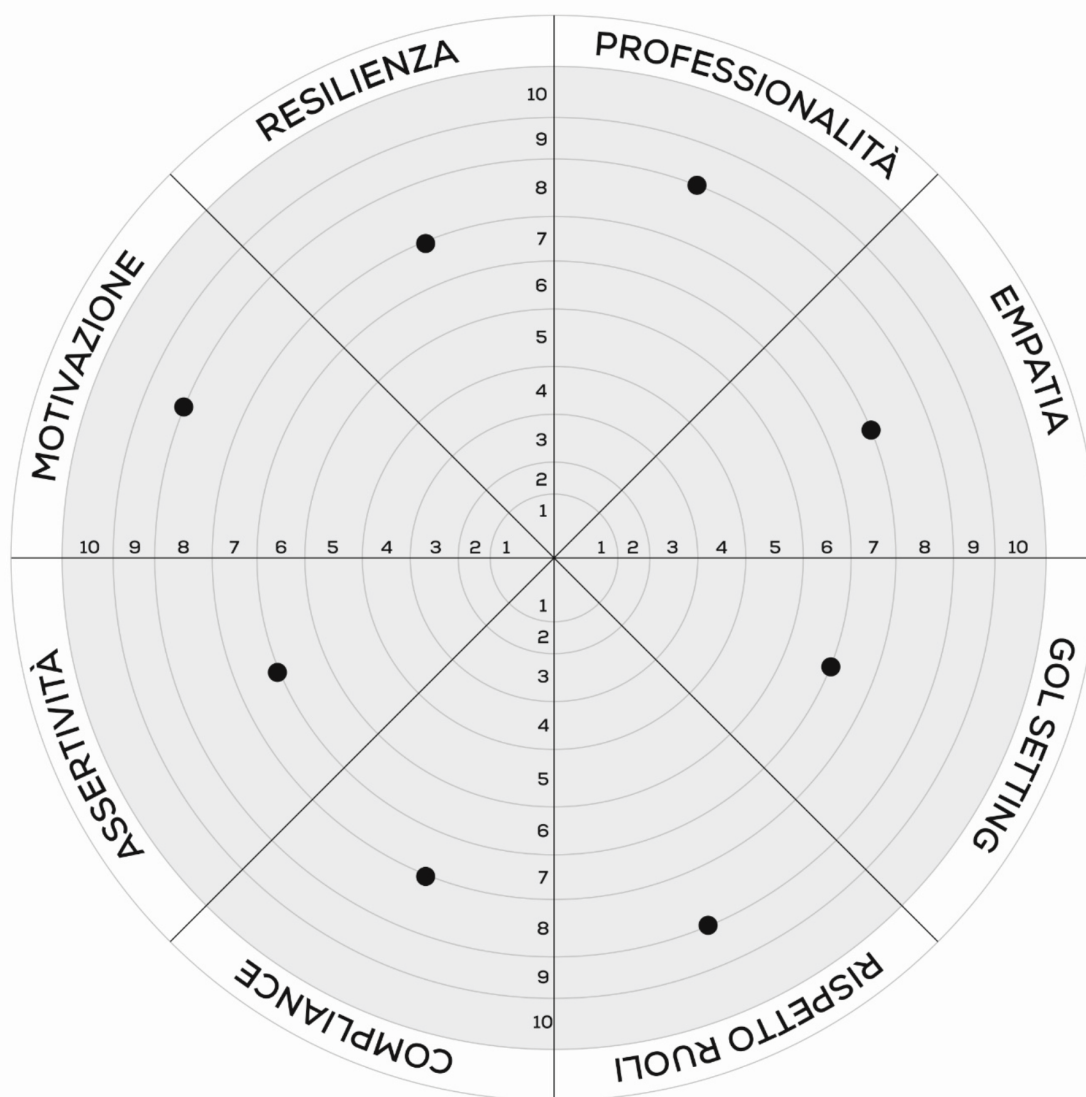 RESILIENZA
PROFESSIONALITÀ
MOTIVAZIONE
EMPATIA
10
9
8
7
6
5
4
3
2
1
10 9 8 7 6 5 4 3 2 1 1 2 3 4 5 6 7 8 9 10
1
2
3
4
5
6
7
8
9
10
ASSERTIVITÀ
GOL SETTING
COMPLIANCE
RISPETTO RUOLI